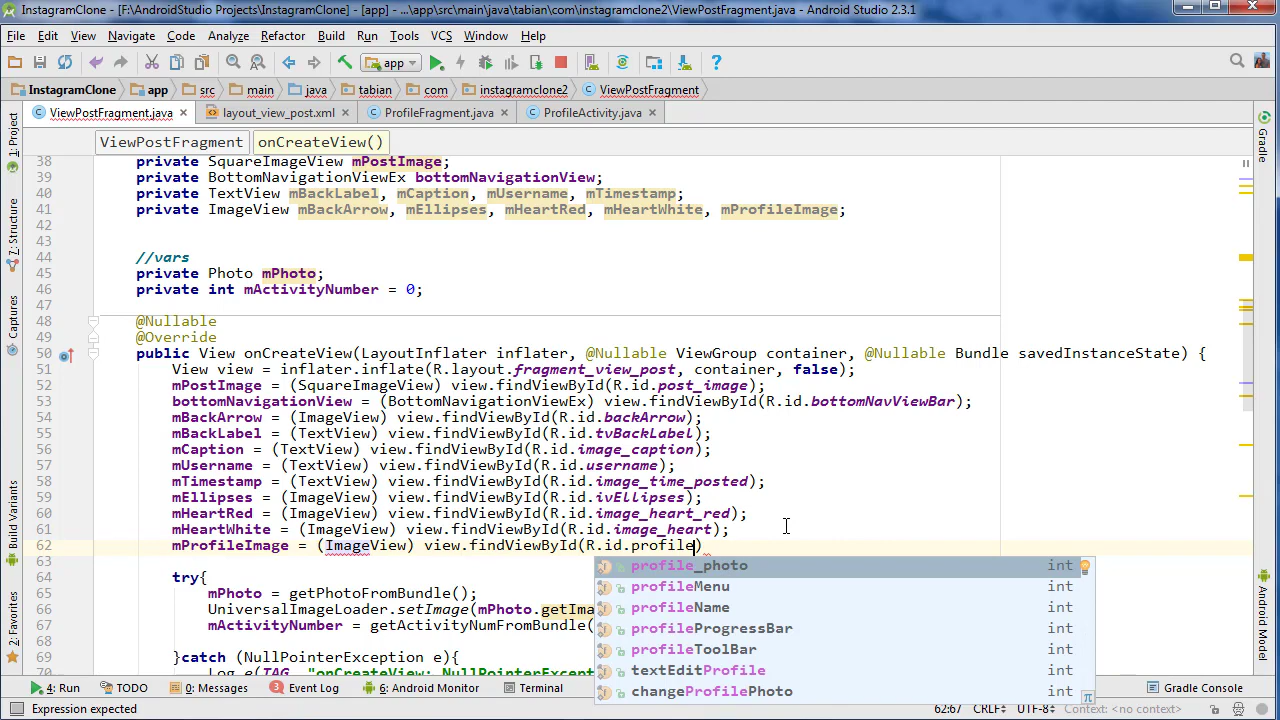 InstagramClone - [F:\AndroidStudio Projects\InstagramClone] - [app] - ...\app\src\main\java\tabian\com\instagramclone2\ViewPostFragment.java - Android Studio 2.3.1
File Edit View Navigate Code Analyze Refactor Build Run Tools VCS Window Help
app
InstagramClone app src main java tabian com instagramclone2 ViewPostFragment
ViewPostFragment.java layout_view_post.xml ProfileFragment.java ProfileActivity.java
ViewPostFragment onCreateView()
38 private SquareImageView mPostImage;
39 private BottomNavigationViewEx bottomNavigationView;
40 private TextView mBackLabel, mCaption, mUsername, mTimestamp;
41 private ImageView mBackArrow, mEllipses, mHeartRed, mHeartWhite, mProfileImage;
42
43
44 //vars
45 private Photo mPhoto;
46 private int mActivityNumber = 0;
47
48 @Nullable
49 @Override
50 public View onCreateView(LayoutInflater inflater, @Nullable ViewGroup container, @Nullable Bundle savedInstanceState) {
51 View view = inflater.inflate(R.layout.fragment_view_post, container, false);
52 mPostImage = (SquareImageView) view.findViewById(R.id.post_image);
53 bottomNavigationView = (BottomNavigationViewEx) view.findViewById(R.id.bottomNavViewBar);
54 mBackArrow = (ImageView) view.findViewById(R.id.backArrow);
55 mBackLabel = (TextView) view.findViewById(R.id.tvBackLabel);
56 mCaption = (TextView) view.findViewById(R.id.image_caption);
57 mUsername = (TextView) view.findViewById(R.id.username);
58 mTimestamp = (TextView) view.findViewById(R.id.image_time_posted);
59 mEllipses = (ImageView) view.findViewById(R.id.ivEllipses);
60 mHeartRed = (ImageView) view.findViewById(R.id.image_heart_red);
61 mHeartWhite = (ImageView) view.findViewById(R.id.image_heart);
62 mProfileImage = (ImageView) view.findViewById(R.id.profile)
63
64 try{
65 mPhoto = getPhotoFromBundle();
66 UniversalImageLoader.setImage(mPhoto.getIma
67 mActivityNumber = getActivityNumFromBundle(
68
69 }catch (NullPointerException e){
70 Log.e(TAG, "onCreateView: NullPointerExcep
profile_photo int
profileMenu int
profileName int
profileProgressBar int
profileToolBar int
textEditProfile int
changeProfilePhoto int
π
1: Project
7: Structure
Captures
Build Variants
2: Favorites
Gradle
Android Model
4: Run TODO 0: Messages 3 Event Log 6: Android Monitor Terminal Gradle Console
Expression expected 62:67 CRLF UTF-8 Context: <no context>